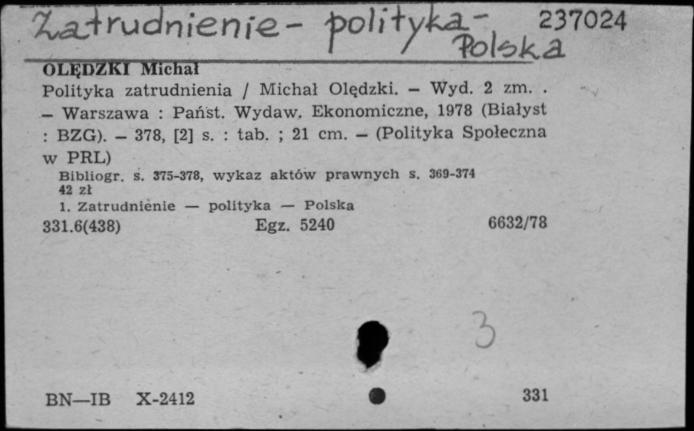 Zatrudnienie - polityka - 237024
Polska
OLĘDZKI Michał
Polityka zatrudnienia / Michał Olędzki. — Wyd. 2 zm. .
— Warszawa : Państ. Wydaw. Ekonomiczne, 1978 (Białyst
: BZG). — 378, [2] s. : tab. ; 21 cm. — (Polityka Społeczna
w PRL)
Bibliogr. s. 375-378, wykaz aktów prawnych s. 369-374
42 zł
1. Zatrudnienie — polityka — Polska
331.6(438) Egz. 5240 6632/78
3
BN—IB X-2412 331